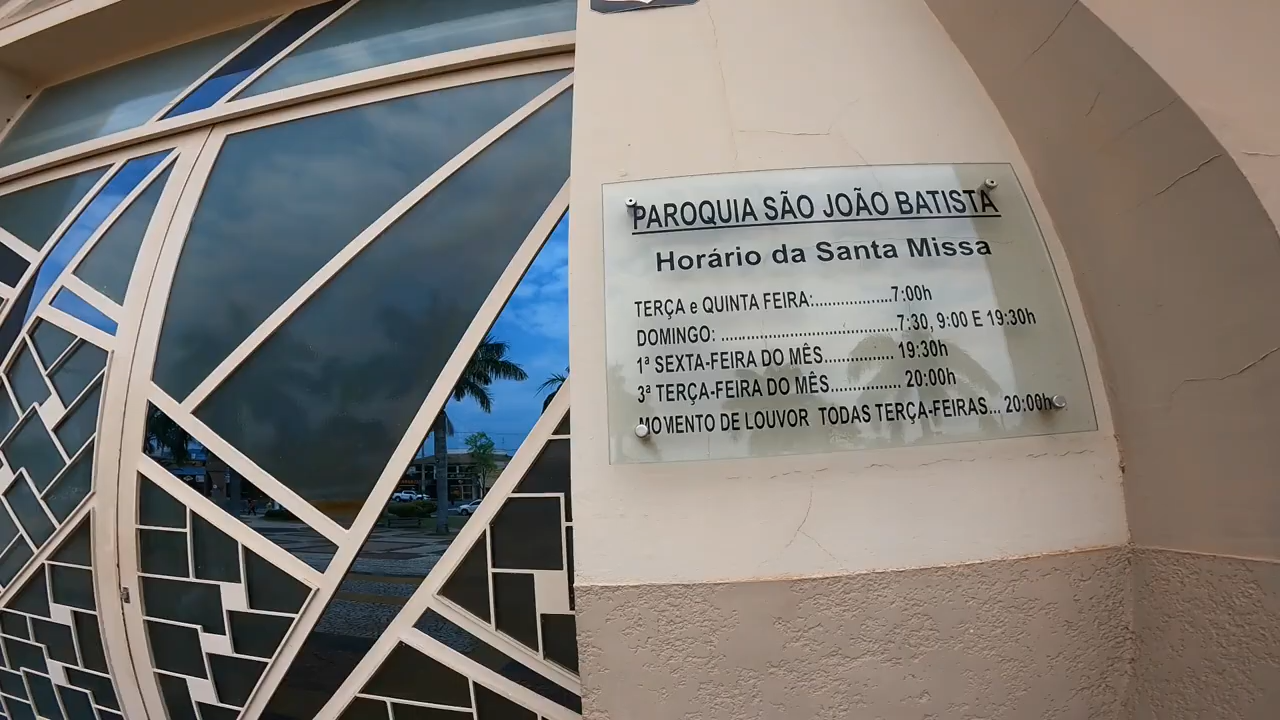 PAROQUIA SÃO JOÃO BATISTA
Horário da Santa Missa
TERÇA e QUINTA FEIRA:.................7:00h
DOMINGO: .......................................7:30, 9:00 E 19:30h
1ª SEXTA-FEIRA DO MÊS............... 19:30h
3ª TERÇA-FEIRA DO MÊS............... 20:00h
MOMENTO DE LOUVOR TODAS TERÇA-FEIRAS... 20:00h